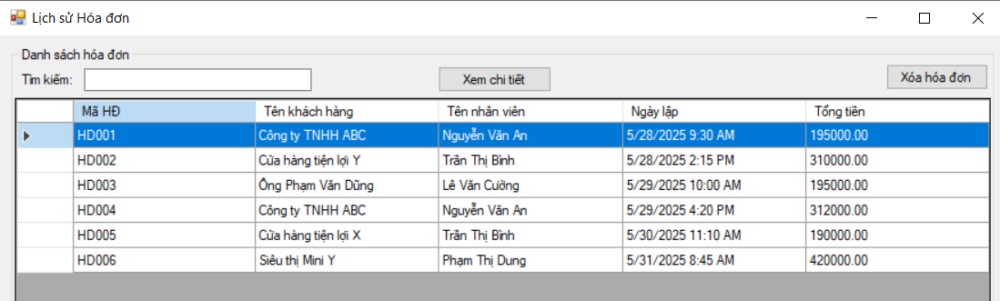 Lịch sử Hóa đơn
Danh sách hóa đơn
Tìm kiếm: Xem chi tiết Xóa hóa đơn
Mã HĐ Tên khách hàng Tên nhân viên Ngày lập Tổng tiền
HD001 Công ty TNHH ABC Nguyễn Văn An 5/28/2025 9:30 AM 195000.00
HD002 Cửa hàng tiện lợi Y Trần Thị Bình 5/28/2025 2:15 PM 310000.00
HD003 Ông Phạm Văn Dũng Lê Văn Cường 5/29/2025 10:00 AM 195000.00
HD004 Công ty TNHH ABC Nguyễn Văn An 5/29/2025 4:20 PM 312000.00
HD005 Cửa hàng tiện lợi X Trần Thị Bình 5/30/2025 11:10 AM 190000.00
HD006 Siêu thị Mini Y Phạm Thị Dung 5/31/2025 8:45 AM 420000.00